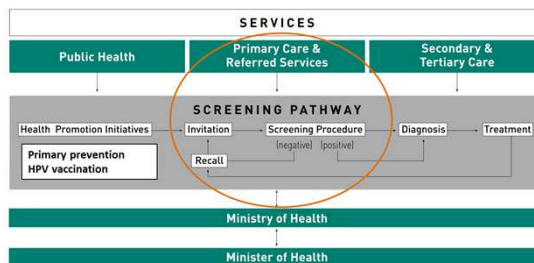 SERVICES
Public Health
Primary Care &
Referred Services
Secondary &
Tertiary Care
SCREENING PATHWAY
Health Promotion Initiatives
Invitation
Screening Procedure
Diagnosis
Treatment
(negative) (positive)
Recall
Primary prevention
HPV vaccination
Ministry of Health
Minister of Health